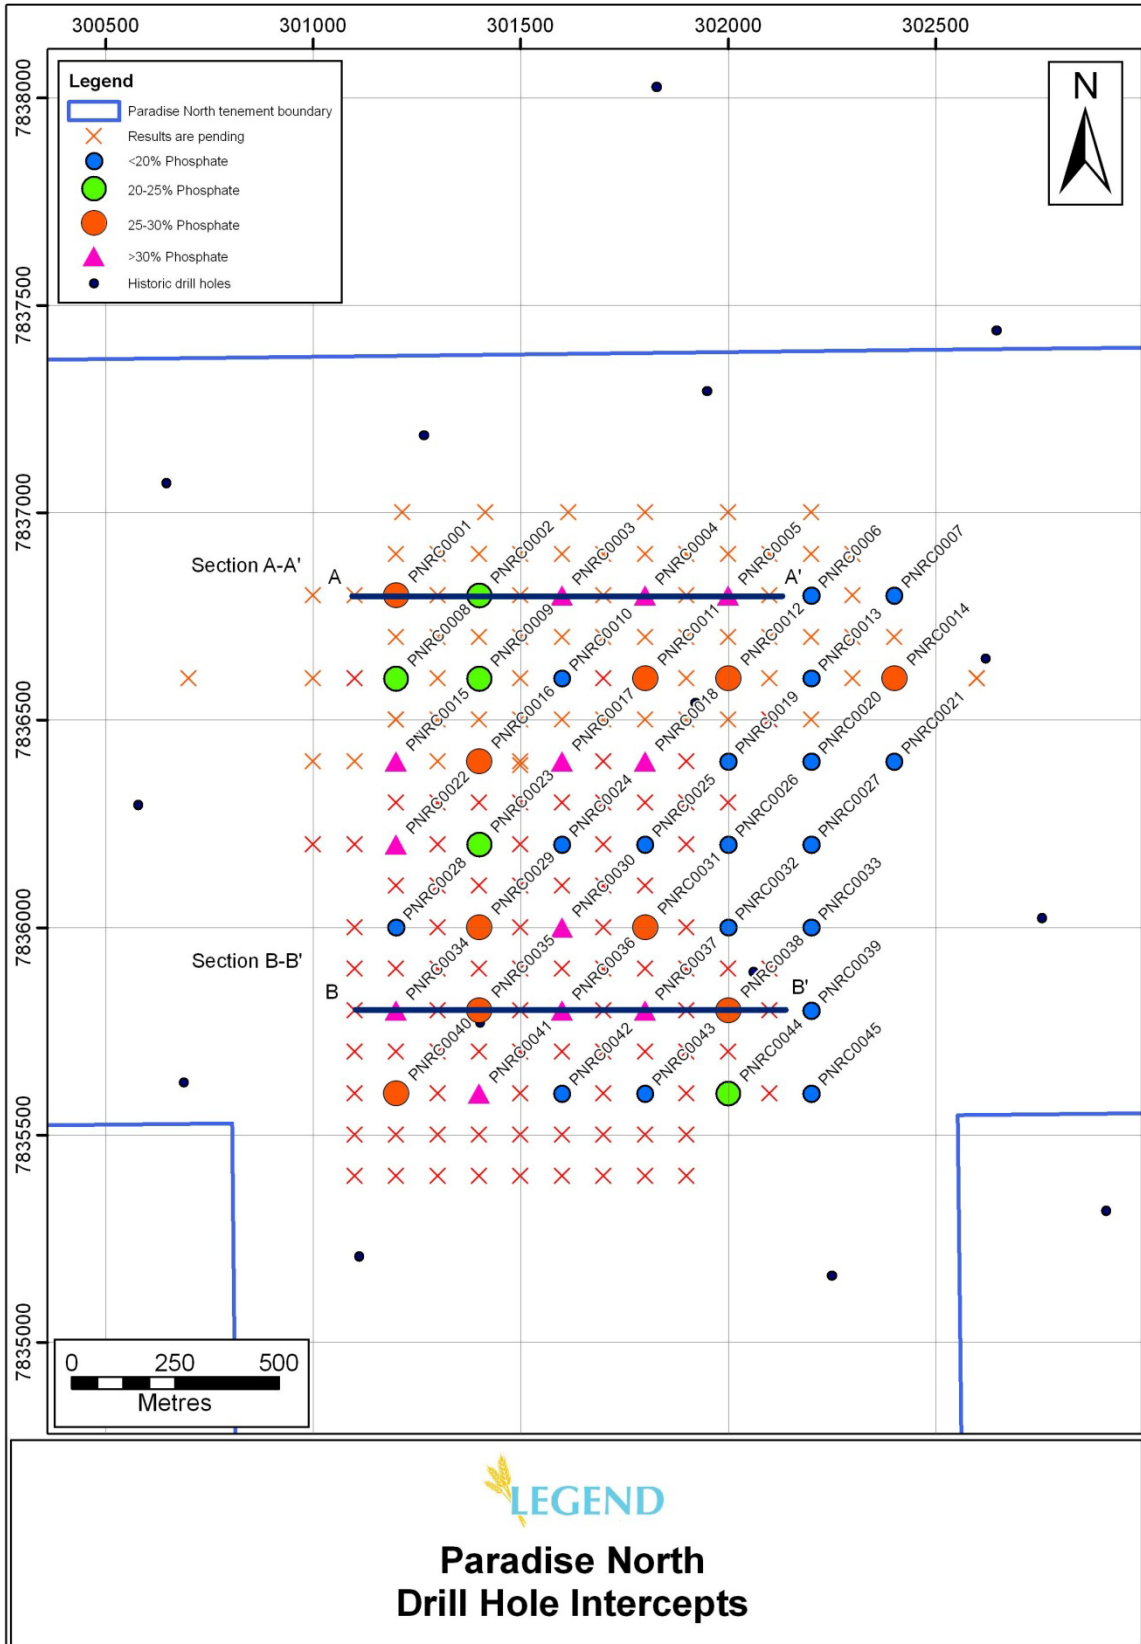 300500 301000 301500 302000 302500
7838000
7837500
7837000
7836500
7836000
7835500
7835000
Legend
Paradise North tenement boundary
Results are pending
<20% Phosphate
20-25% Phosphate
25-30% Phosphate
>30% Phosphate
Historic drill holes
N
PNRC0001
PNRC0002
PNRC0003
PNRC0004
PNRC0005
PNRC0006
PNRC0007
Section A-A'
A
A'
PNRC0008
PNRC0009
PNRC0010
PNRC0011
PNRC0012
PNRC0013
PNRC0014
PNRC0015
PNRC0016
PNRC0017
PNRC0018
PNRC0019
PNRC0020
PNRC0021
PNRC0022
PNRC0023
PNRC0024
PNRC0025
PNRC0026
PNRC0027
PNRC0028
PNRC0029
PNRC0030
PNRC0031
PNRC0032
PNRC0033
Section B-B'
B
B'
PNRC0034
PNRC0035
PNRC0036
PNRC0037
PNRC0038
PNRC0039
PNRC0040
PNRC0041
PNRC0042
PNRC0043
PNRC0044
PNRC0045
0 250 500
Metres
LEGEND
Paradise North
Drill Hole Intercepts